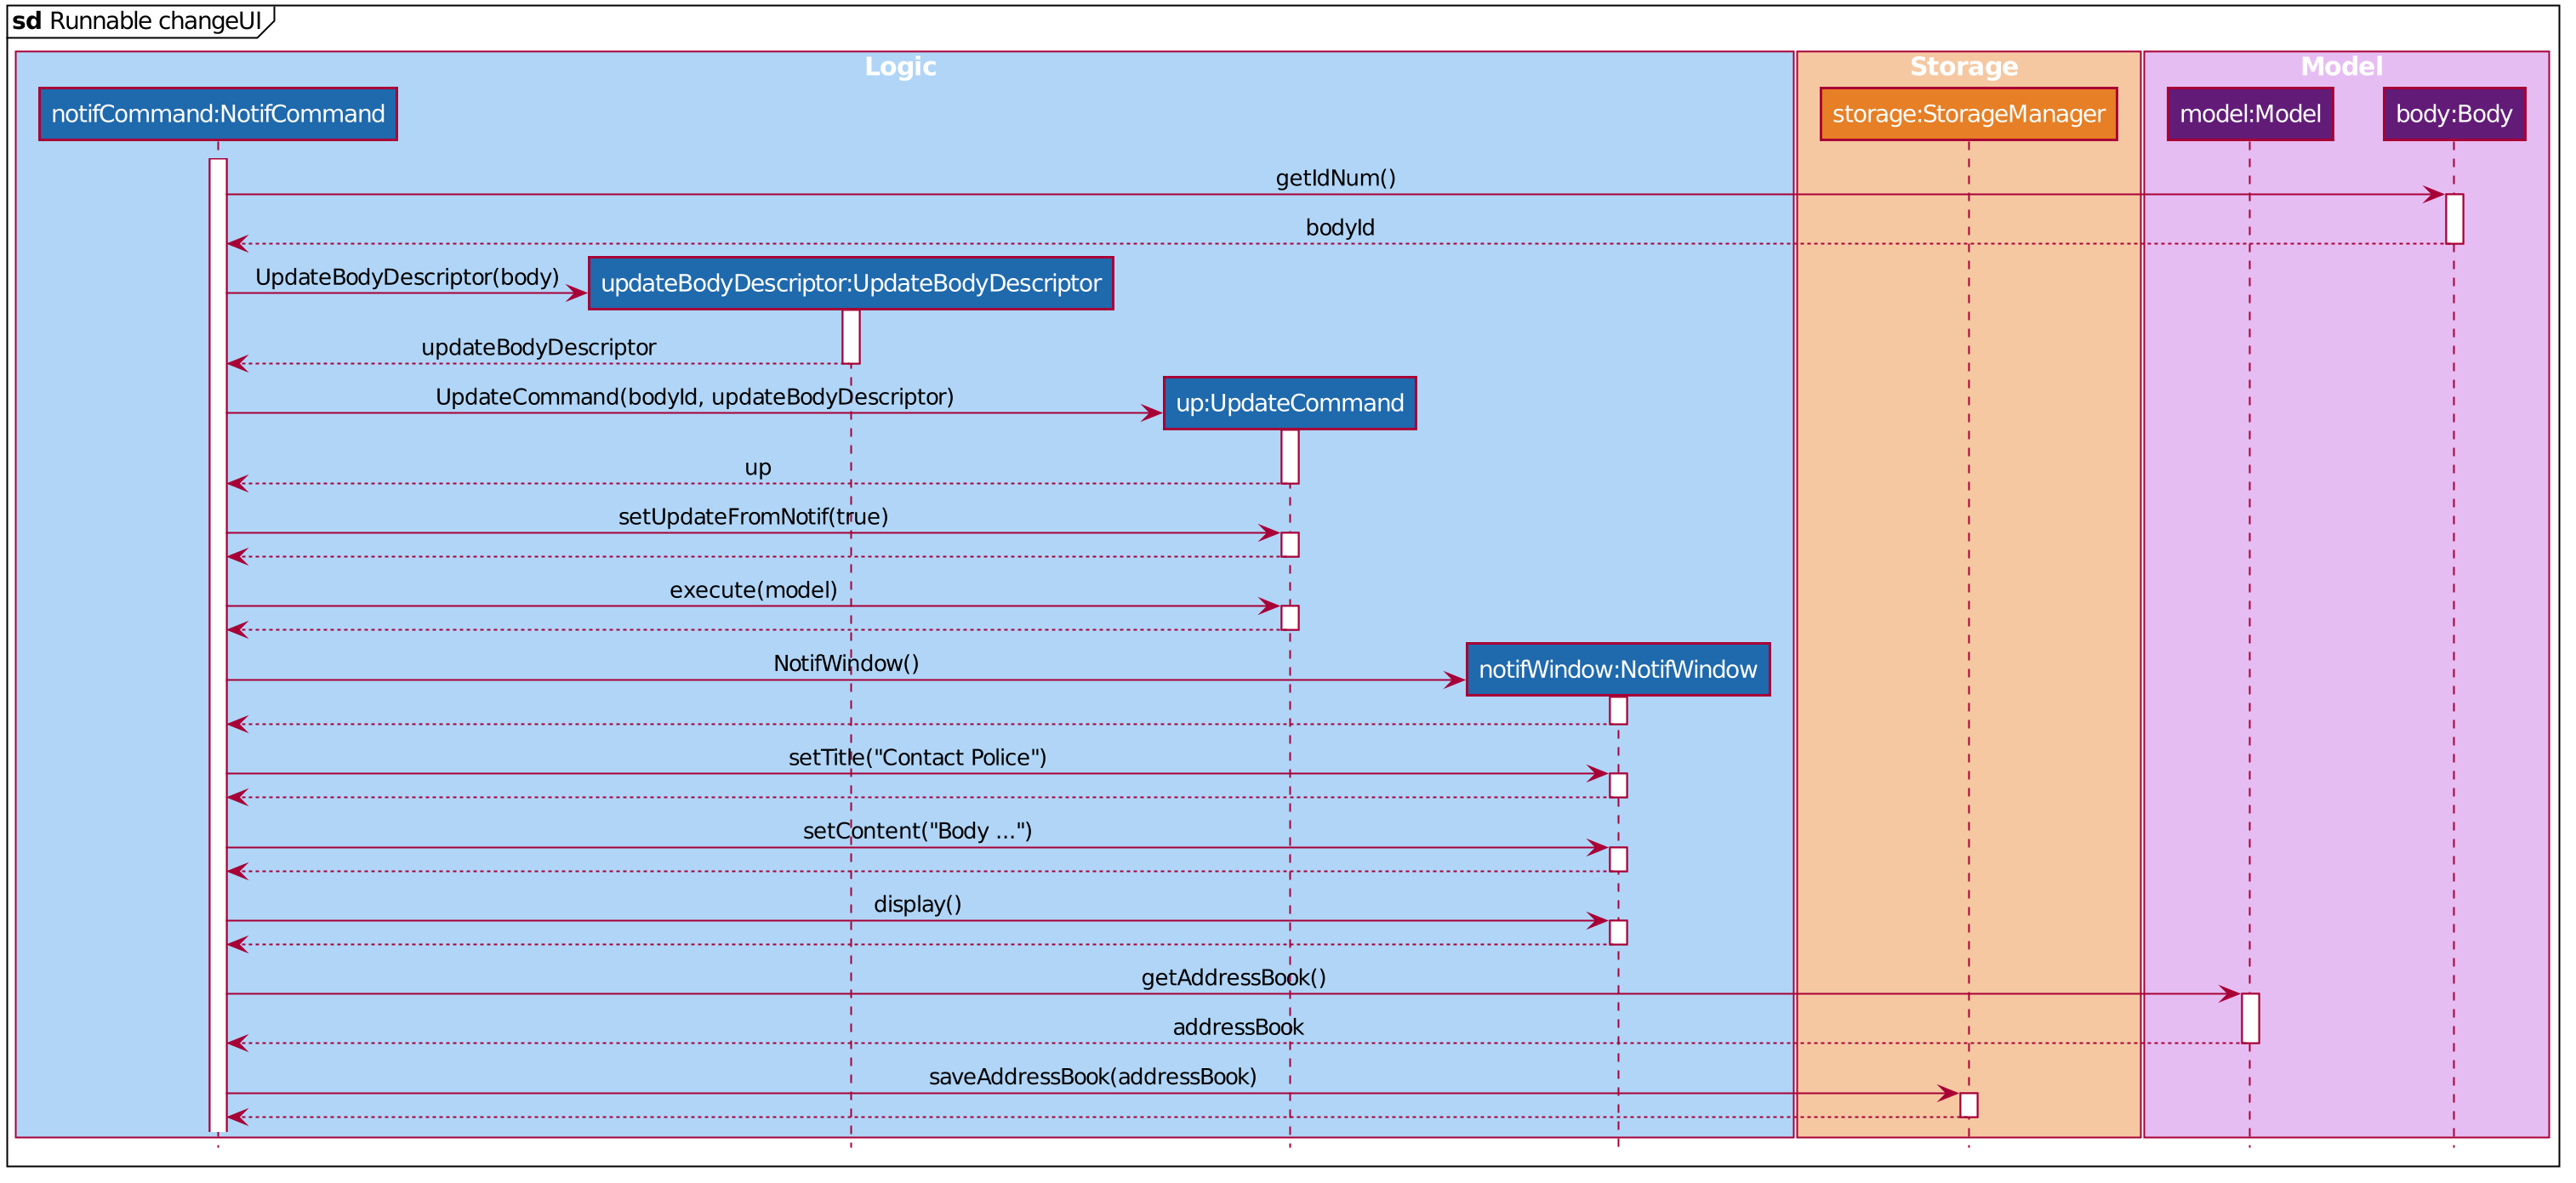 sd Runnable changeUI
Logic
Storage
Model
notifCommand:NotifCommand
storage:StorageManager
model:Model
body:Body
getIdNum()
bodyId
UpdateBodyDescriptor(body)
updateBodyDescriptor:UpdateBodyDescriptor
updateBodyDescriptor
UpdateCommand(bodyId, updateBodyDescriptor)
up:UpdateCommand
up
setUpdateFromNotif(true)
execute(model)
NotifWindow()
notifWindow:NotifWindow
setTitle("Contact Police")
setContent("Body ...")
display()
getAddressBook()
addressBook
saveAddressBook(addressBook)